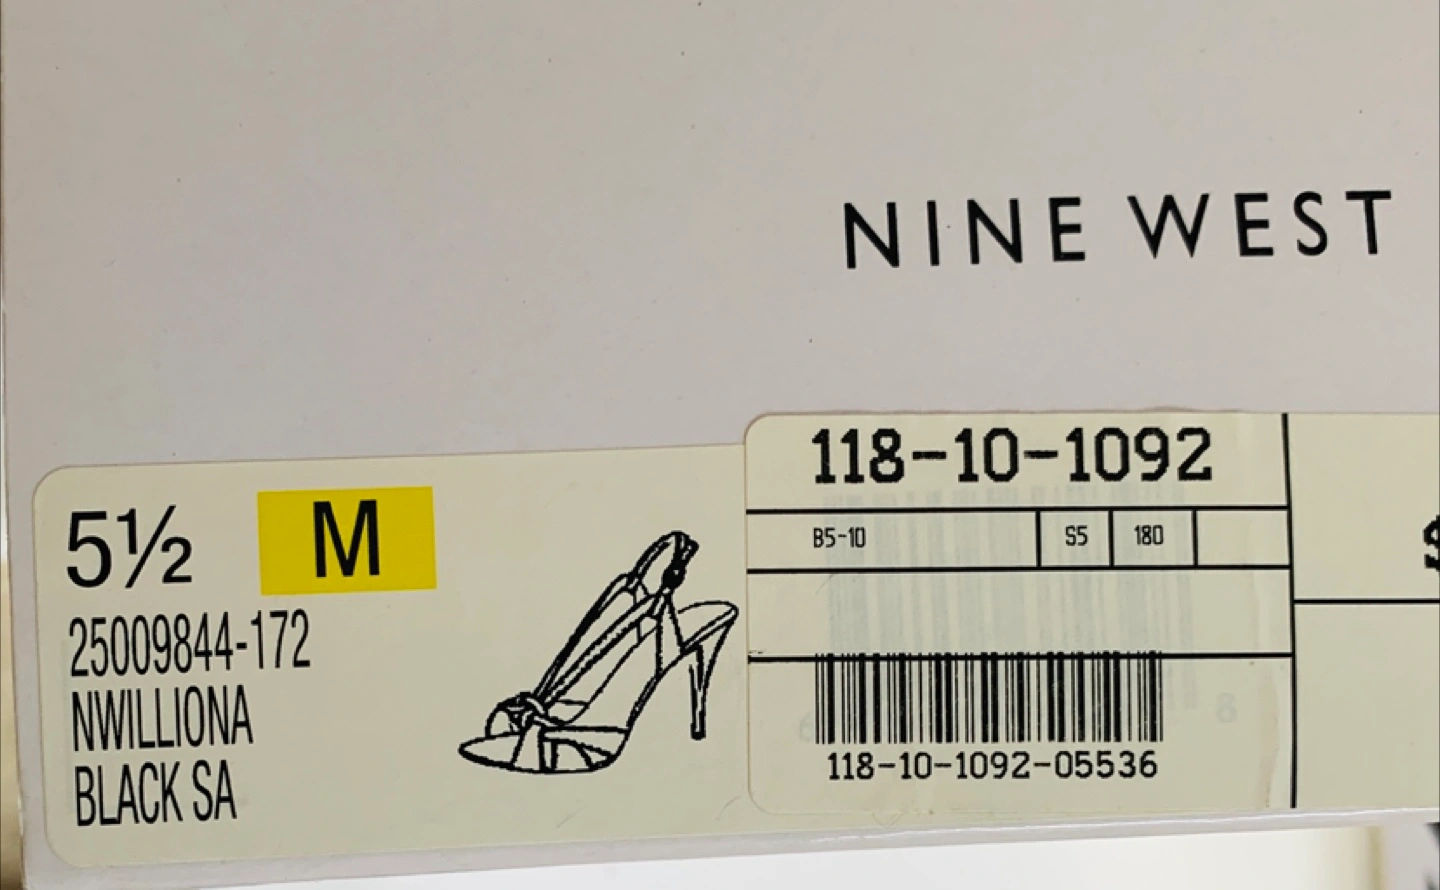 NINE WEST
5½ M
25009844-172
NWILLIONA
BLACK SA
118-10-1092
B5-10 S5 180
118-10-1092-05536
$